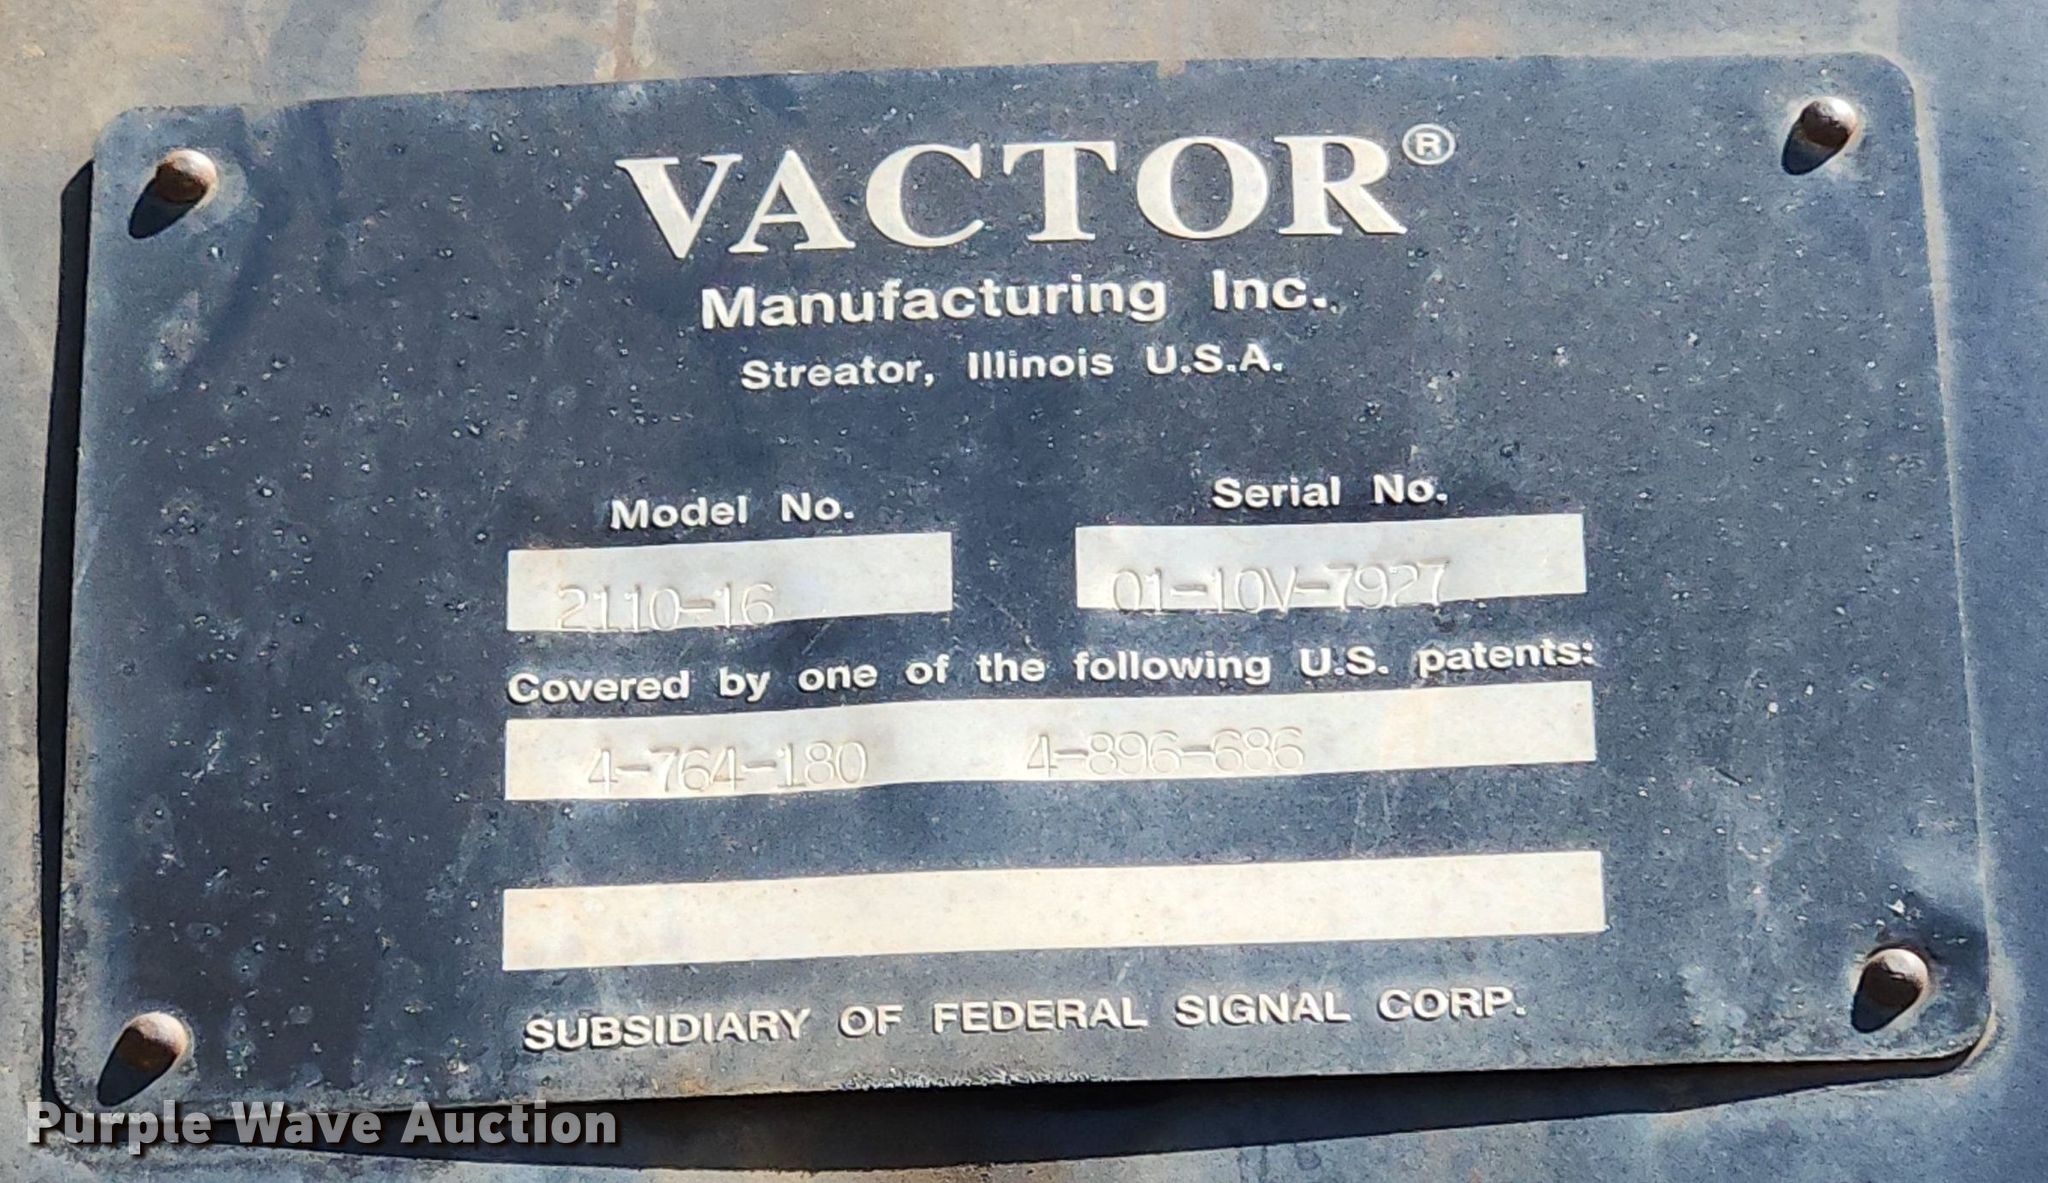 VACTOR®
Manufacturing Inc.
Streator, Illinois U.S.A.
Model No. Serial No.
2110-16 01-10V-7927
Covered by one of the following U.S. patents:
4-764-180 4-896-686
SUBSIDIARY OF FEDERAL SIGNAL CORP.
Purple Wave Auction